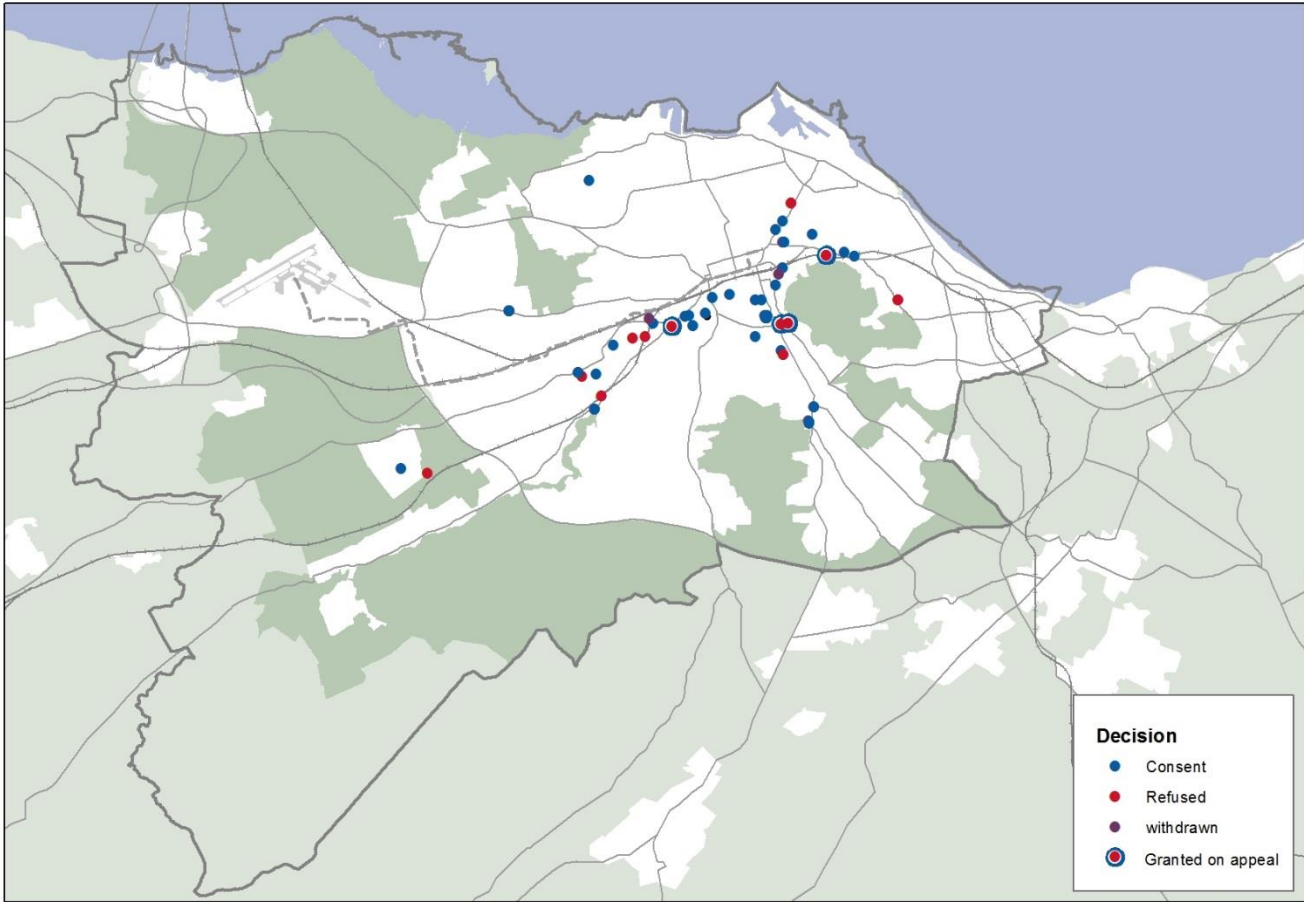 Decision
Consent
Refused
withdrawn
Granted on appeal